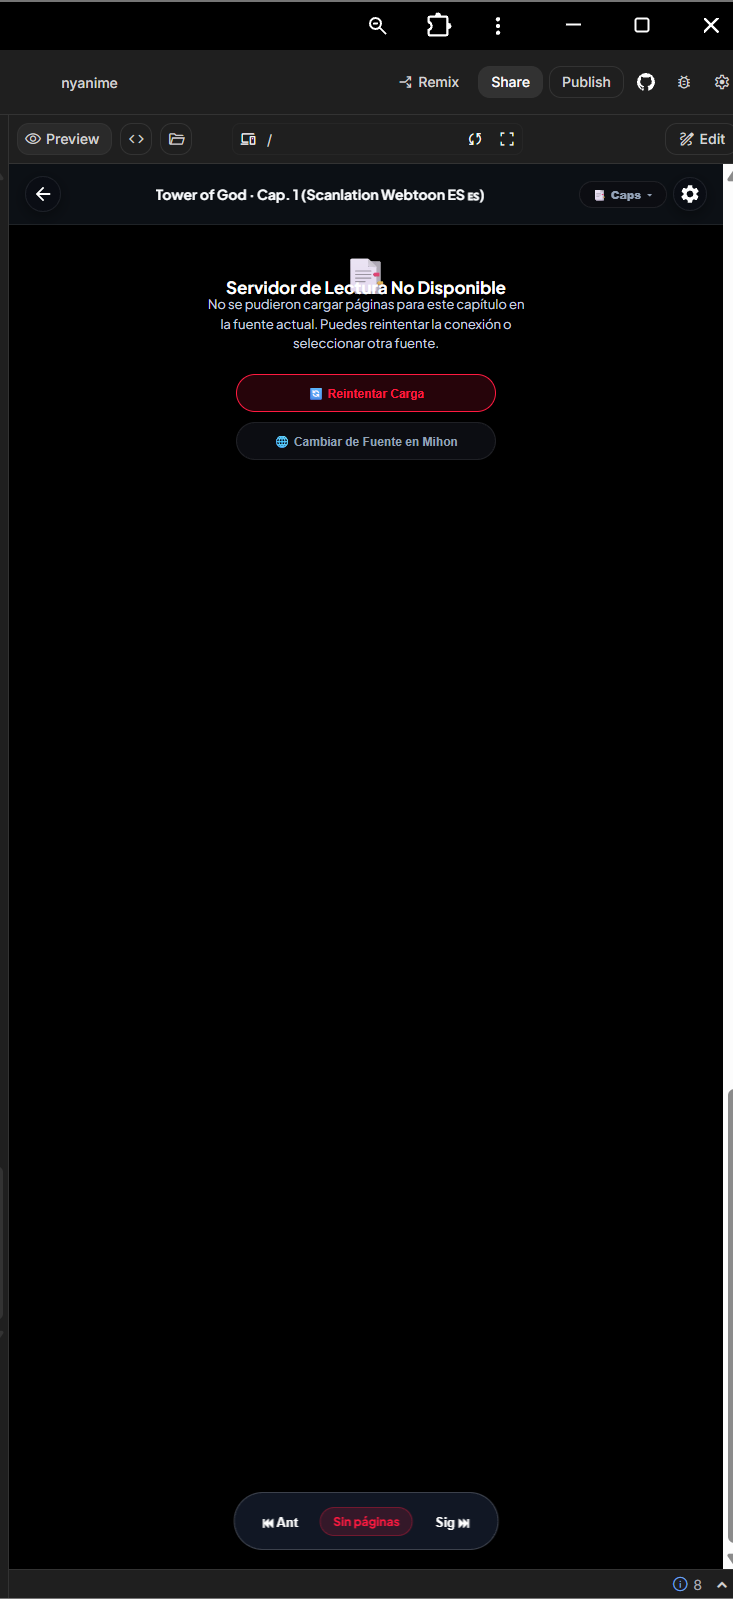 nyanime
Remix
Share
Publish
Preview
/
Edit
Tower of God · Cap. 1 (Scanlation Webtoon ES ES)
Caps
Servidor de Lectura No Disponible
No se pudieron cargar páginas para este capítulo en
la fuente actual. Puedes reintentar la conexión o
seleccionar otra fuente.
Reintentar Carga
Cambiar de Fuente en Mihon
Ant
Sin páginas
Sig
8